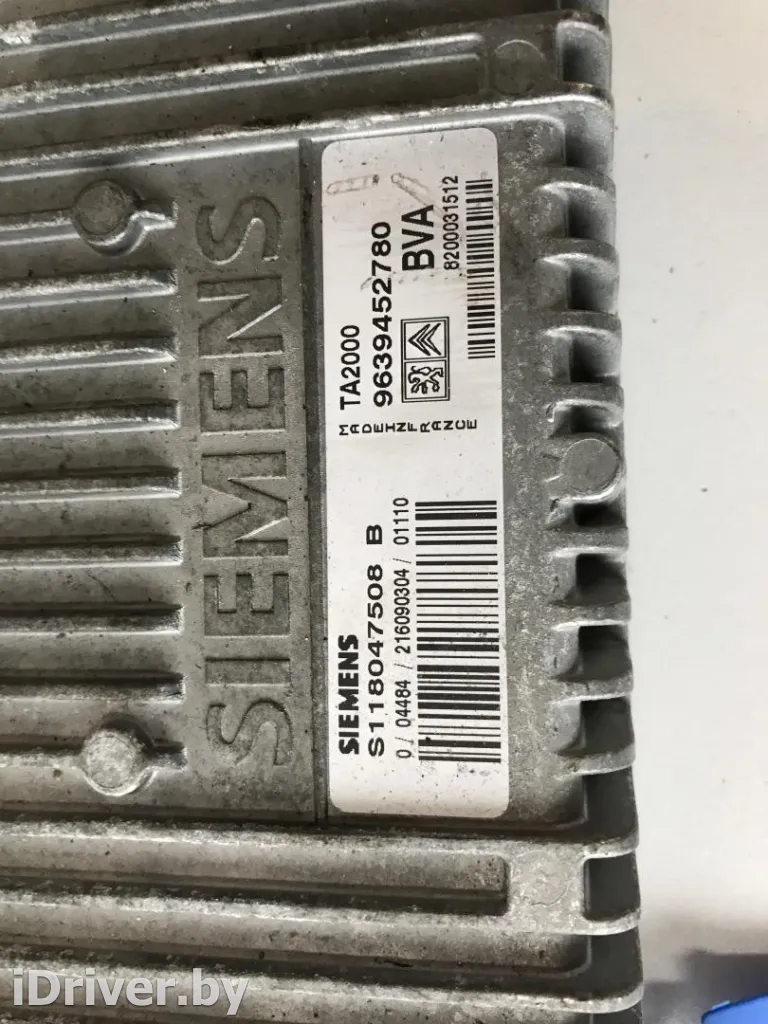 SIEMENS
TA2000
9639452780
BVA
8200031512
MADE IN FRANCE
SIEMENS
S118047508 B
0/ 04484 / 216090304 / 01110
iDriver.by